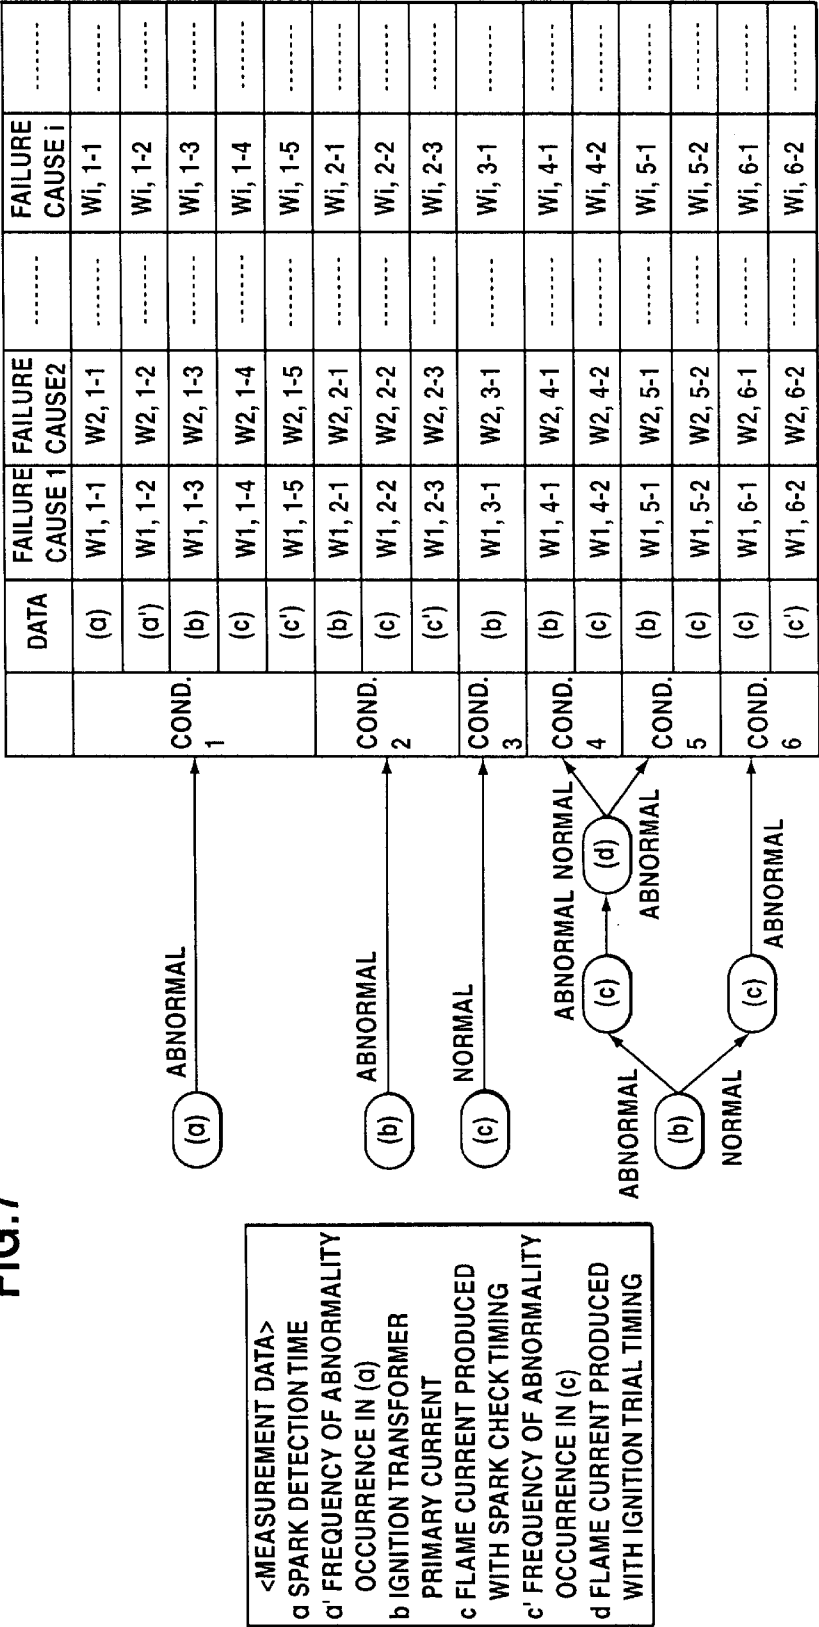 FIG.7
<MEASUREMENT DATA>
a SPARK DETECTION TIME
a' FREQUENCY OF ABNORMALITY
OCCURRENCE IN (a)
b IGNITION TRANSFORMER
PRIMARY CURRENT
c FLAME CURRENT PRODUCED
WITH SPARK CHECK TIMING
c' FREQUENCY OF ABNORMALITY
OCCURRENCE IN (c)
d FLAME CURRENT PRODUCED
WITH IGNITION TRIAL TIMING
(a) ABNORMAL
(b) ABNORMAL
(c) NORMAL
ABNORMAL
(b)
NORMAL
ABNORMAL
(c)
NORMAL
(d)
ABNORMAL
(c)
ABNORMAL
DATA FAILURE CAUSE 1 FAILURE CAUSE2 -------- FAILURE CAUSE i --------
COND. 1 (a) W1, 1-1 W2, 1-1 -------- Wi, 1-1 --------
(a') W1, 1-2 W2, 1-2 -------- Wi, 1-2 --------
(b) W1, 1-3 W2, 1-3 -------- Wi, 1-3 --------
(c) W1, 1-4 W2, 1-4 -------- Wi, 1-4 --------
(c') W1, 1-5 W2, 1-5 -------- Wi, 1-5 --------
COND. 2 (b) W1, 2-1 W2, 2-1 -------- Wi, 2-1 --------
(c) W1, 2-2 W2, 2-2 -------- Wi, 2-2 --------
(c') W1, 2-3 W2, 2-3 -------- Wi, 2-3 --------
COND. 3 (b) W1, 3-1 W2, 3-1 -------- Wi, 3-1 --------
COND. 4 (b) W1, 4-1 W2, 4-1 -------- Wi, 4-1 --------
(c) W1, 4-2 W2, 4-2 -------- Wi, 4-2 --------
COND. 5 (b) W1, 5-1 W2, 5-1 -------- Wi, 5-1 --------
(c) W1, 5-2 W2, 5-2 -------- Wi, 5-2 --------
COND. 6 (c) W1, 6-1 W2, 6-1 -------- Wi, 6-1 --------
(c') W1, 6-2 W2, 6-2 -------- Wi, 6-2 --------